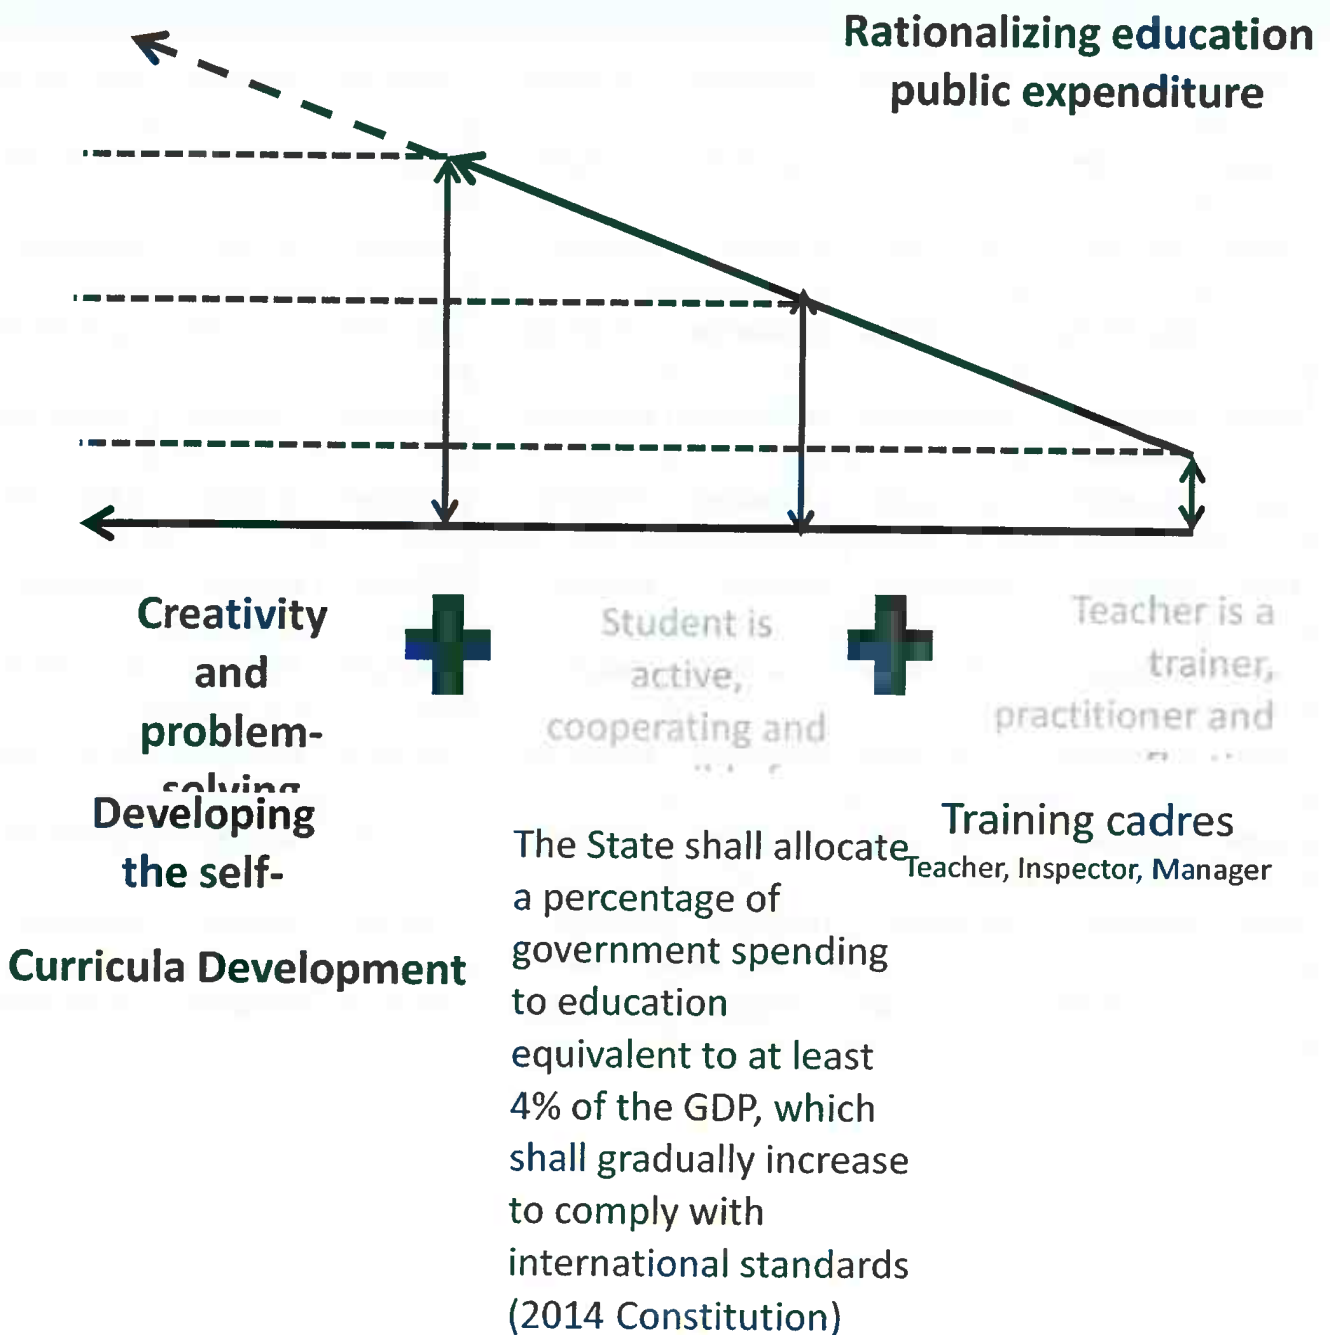 Rationalizing education
public expenditure
Creativity
and
problem-
solving
Developing
the self-
Curricula Development
Student is
active,
cooperating and
The State shall allocate
a percentage of
government spending
to education
equivalent to at least
4% of the GDP, which
shall gradually increase
to comply with
international standards
(2014 Constitution)
Teacher is a
trainer,
practitioner and
Training cadres
Teacher, Inspector, Manager